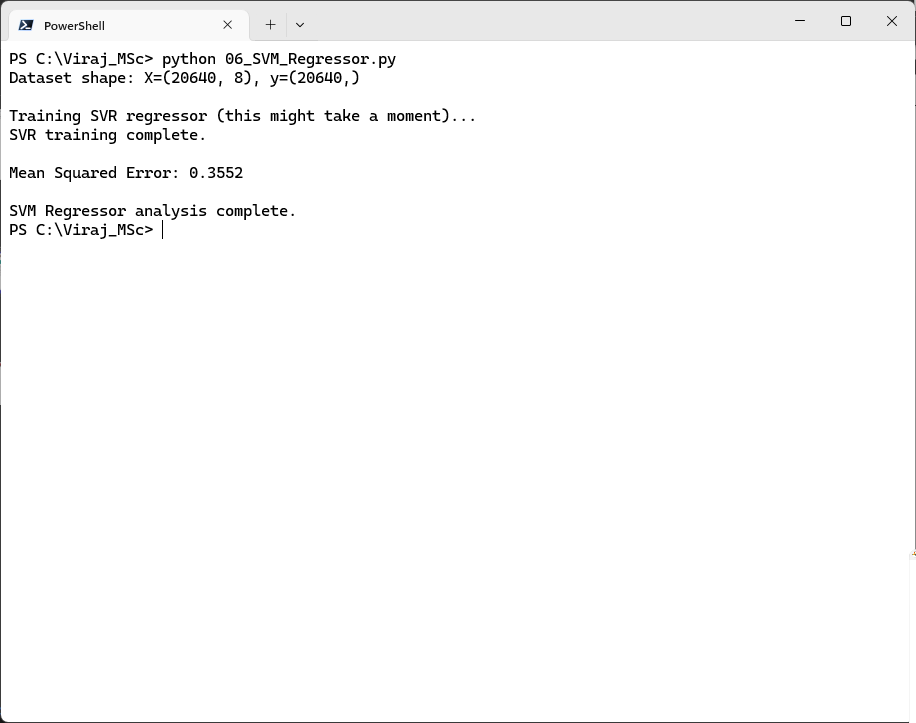 PowerShell
PS C:\Viraj_MSc> python 06_SVM_Regressor.py
Dataset shape: X=(20640, 8), y=(20640,)
Training SVR regressor (this might take a moment)...
SVR training complete.
Mean Squared Error: 0.3552
SVM Regressor analysis complete.
PS C:\Viraj_MSc>